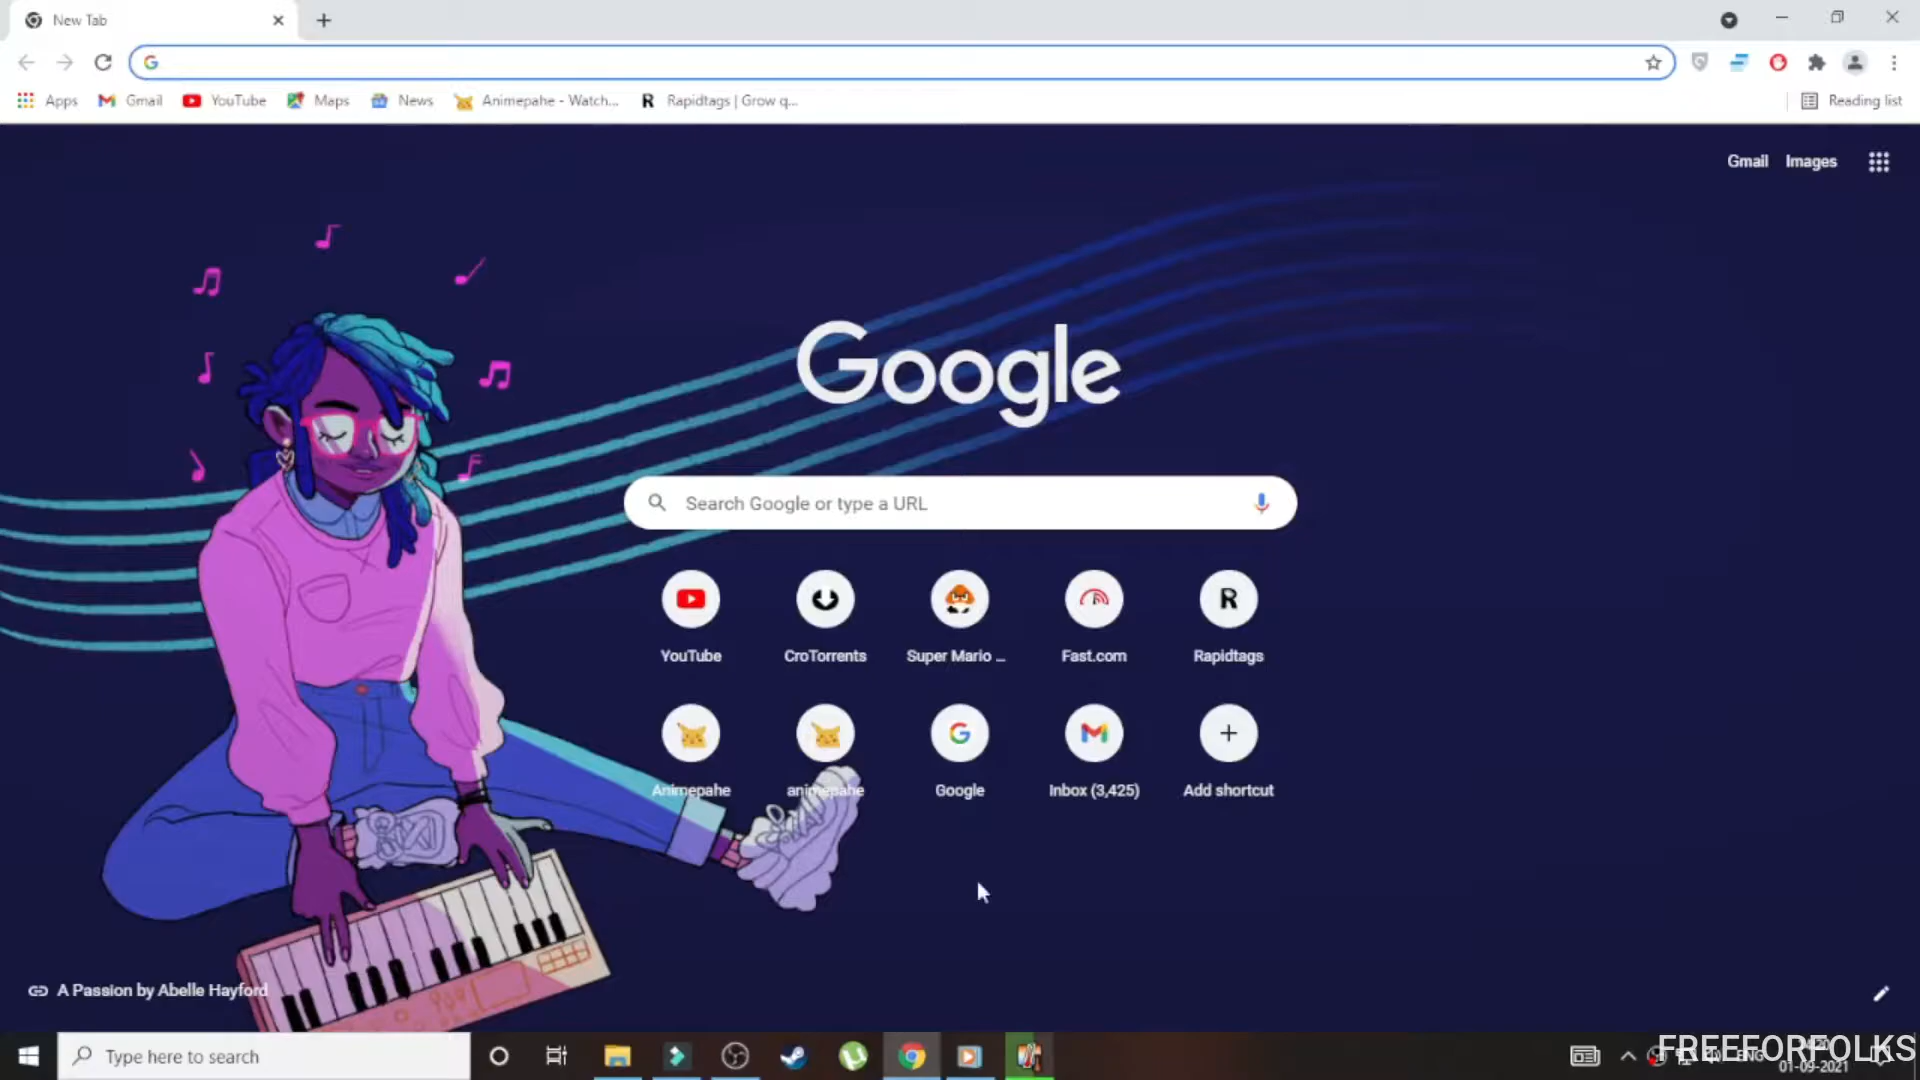 New Tab
Apps Gmail YouTube Maps News Animepahe - Watch... R Rapidtags | Grow q... Reading list
Gmail Images
Google
Search Google or type a URL
YouTube CroTorrents Super Mario ... Fast.com R Rapidtags
Animepahe animepahe Google Inbox (3,425) Add shortcut
A Passion by Abelle Hayford
Type here to search
FREEFORFOLKS
ENG
01-09-2021